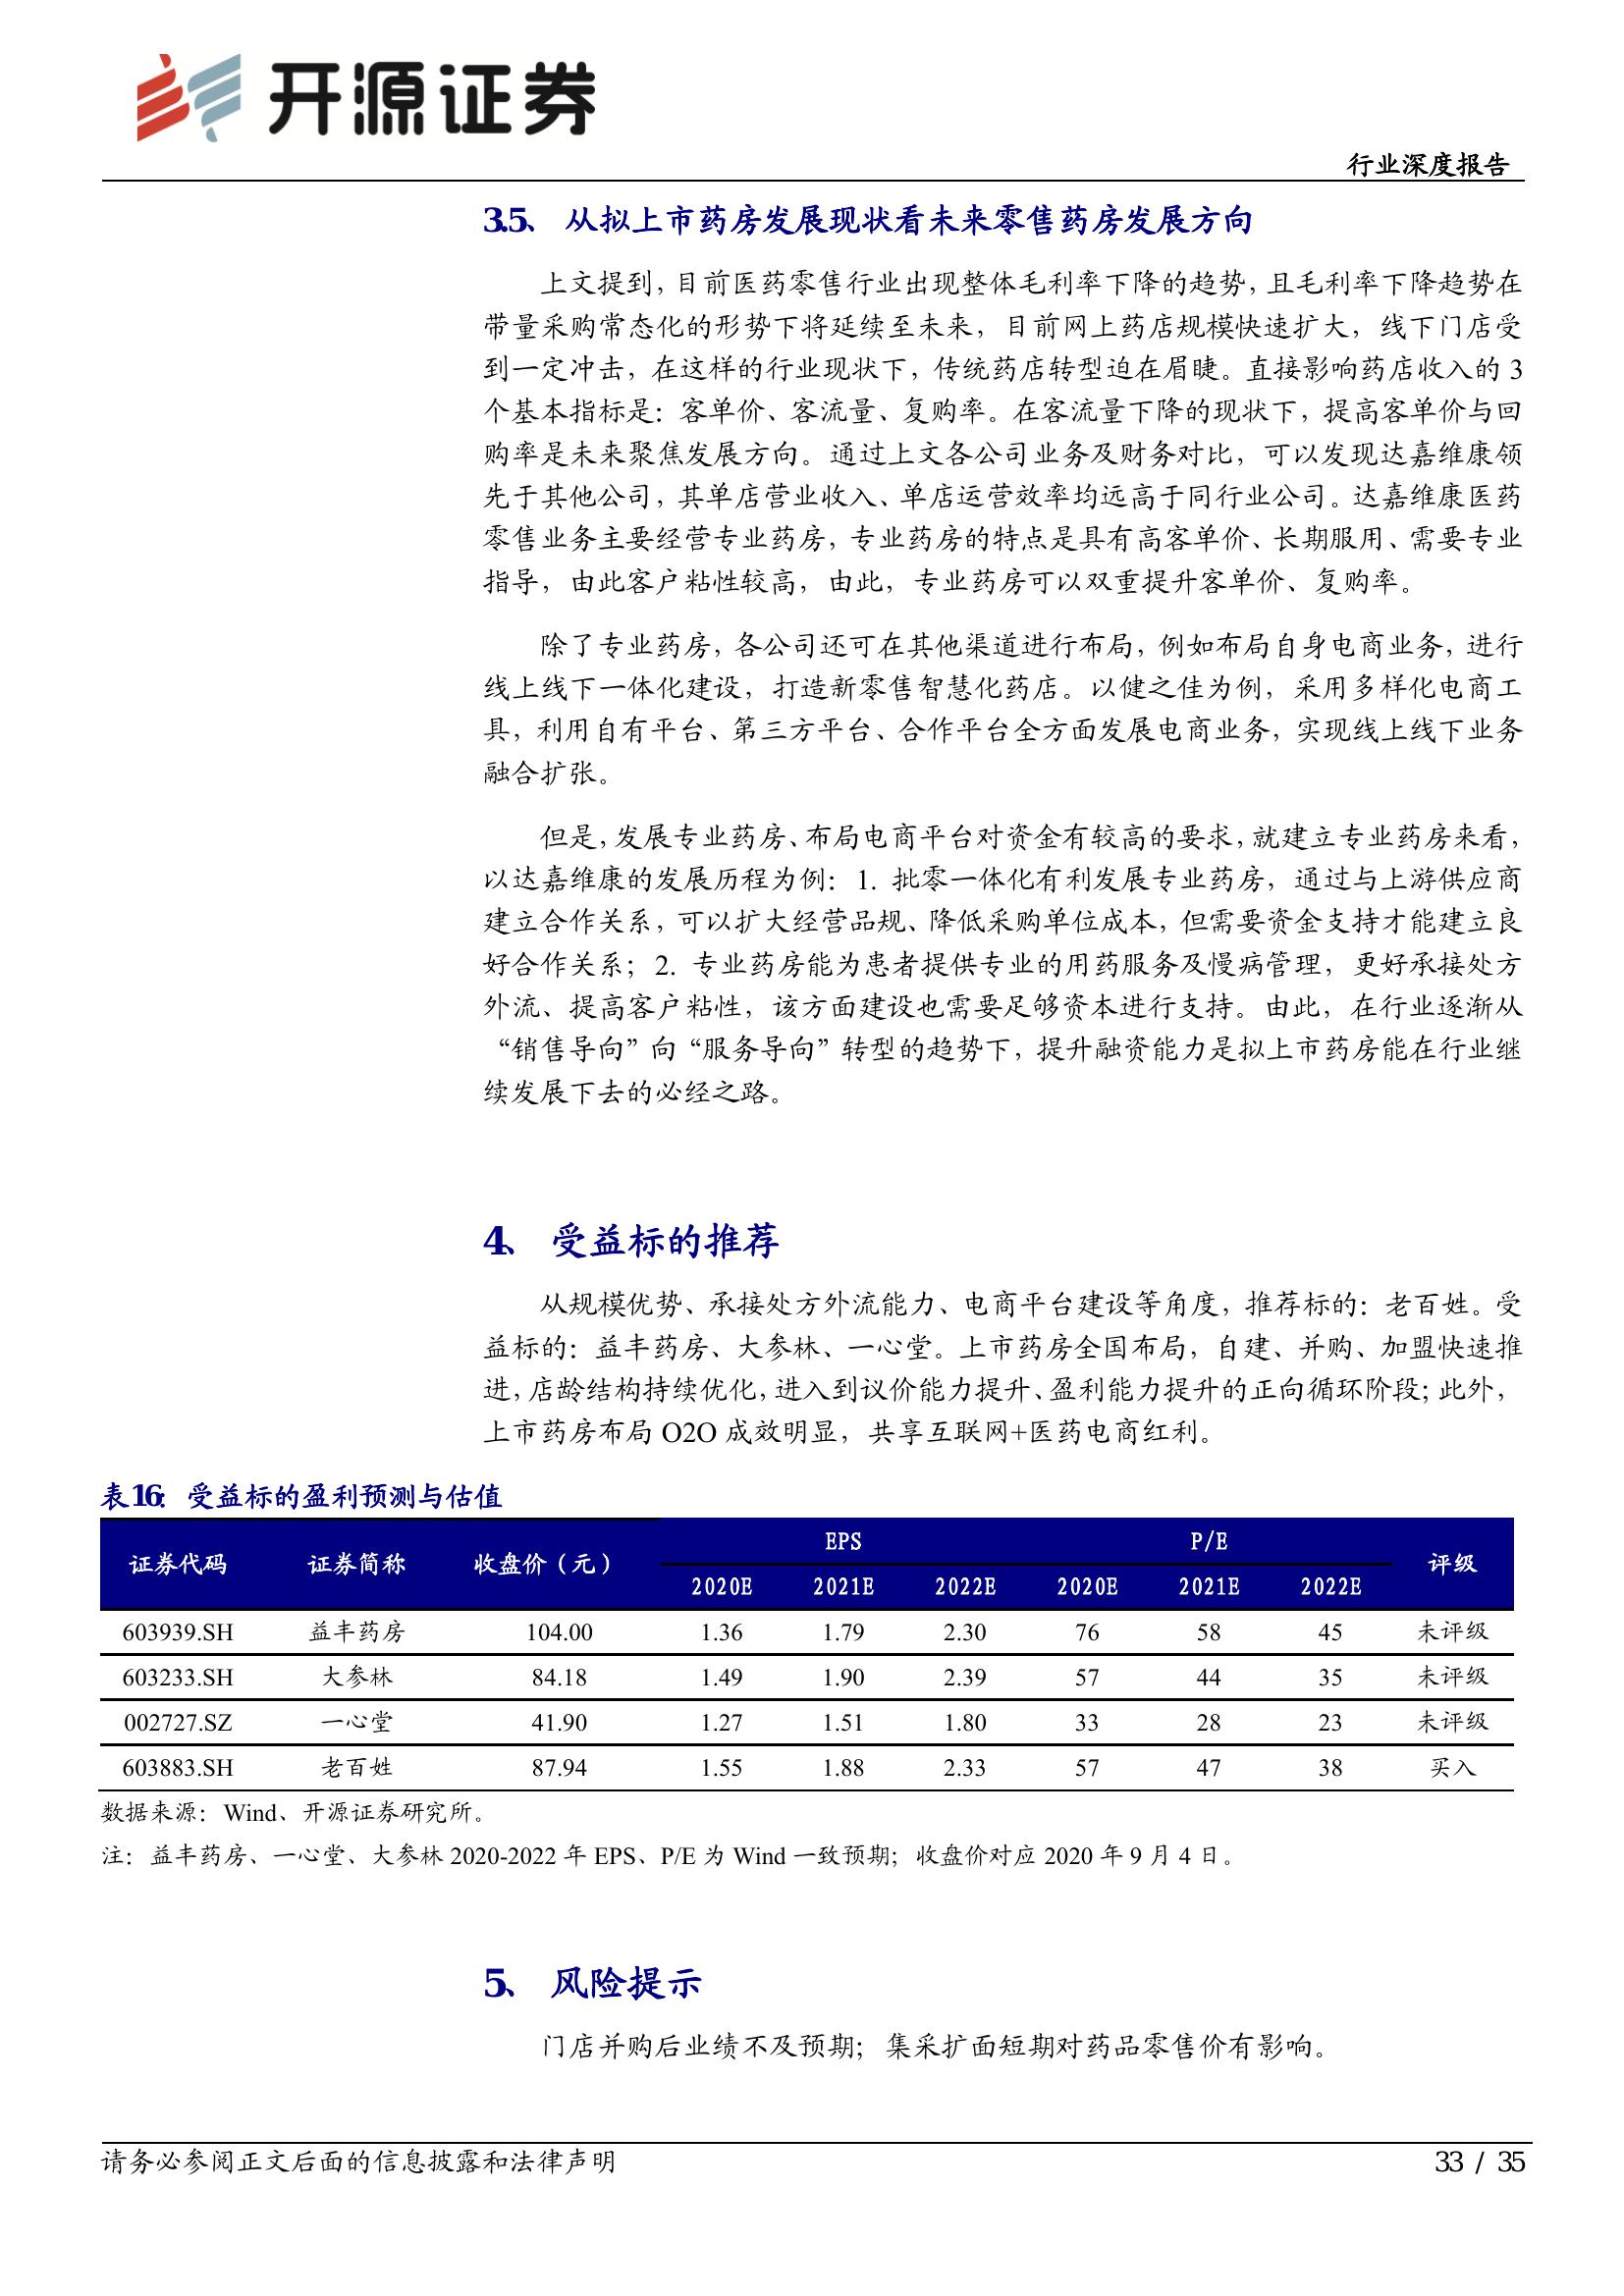 开源证券
行业深度报告
3.5、 从拟上市药房发展现状看未来零售药房发展方向
上文提到，目前医药零售行业出现整体毛利率下降的趋势，且毛利率下降趋势在
带量采购常态化的形势下将延续至未来，目前网上药店规模快速扩大，线下门店受
到一定冲击，在这样的行业现状下，传统药店转型迫在眉睫。直接影响药店收入的 3
个基本指标是：客单价、客流量、复购率。在客流量下降的现状下，提高客单价与回
购率是未来聚焦发展方向。通过上文各公司业务及财务对比，可以发现达嘉维康领
先于其他公司，其单店营业收入、单店运营效率均远高于同行业公司。达嘉维康医药
零售业务主要经营专业药房，专业药房的特点是具有高客单价、长期服用、需要专业
指导，由此客户粘性较高，由此，专业药房可以双重提升客单价、复购率。
除了专业药房，各公司还可在其他渠道进行布局，例如布局自身电商业务，进行
线上线下一体化建设，打造新零售智慧化药店。以健之佳为例，采用多样化电商工
具，利用自有平台、第三方平台、合作平台全方面发展电商业务，实现线上线下业务
融合扩张。
但是，发展专业药房、布局电商平台对资金有较高的要求，就建立专业药房来看，
以达嘉维康的发展历程为例：1. 批零一体化有利发展专业药房，通过与上游供应商
建立合作关系，可以扩大经营品规、降低采购单位成本，但需要资金支持才能建立良
好合作关系；2. 专业药房能为患者提供专业的用药服务及慢病管理，更好承接处方
外流、提高客户粘性，该方面建设也需要足够资本进行支持。由此，在行业逐渐从
“销售导向”向“服务导向”转型的趋势下，提升融资能力是拟上市药房能在行业继
续发展下去的必经之路。
4、 受益标的推荐
从规模优势、承接处方外流能力、电商平台建设等角度，推荐标的：老百姓。受
益标的：益丰药房、大参林、一心堂。上市药房全国布局，自建、并购、加盟快速推
进，店龄结构持续优化，进入到议价能力提升、盈利能力提升的正向循环阶段；此外，
上市药房布局 O2O 成效明显，共享互联网+医药电商红利。
表16：受益标的盈利预测与估值
证券代码 证券简称 收盘价（元） EPS P/E 评级
2020E 2021E 2022E 2020E 2021E 2022E
603939.SH 益丰药房 104.00 1.36 1.79 2.30 76 58 45 未评级
603233.SH 大参林 84.18 1.49 1.90 2.39 57 44 35 未评级
002727.SZ 一心堂 41.90 1.27 1.51 1.80 33 28 23 未评级
603883.SH 老百姓 87.94 1.55 1.88 2.33 57 47 38 买入
数据来源：Wind、开源证券研究所。
注：益丰药房、一心堂、大参林 2020-2022 年 EPS、P/E 为 Wind 一致预期；收盘价对应 2020 年 9 月 4 日。
5、 风险提示
门店并购后业绩不及预期；集采扩面短期对药品零售价有影响。
请务必参阅正文后面的信息披露和法律声明
33 / 35